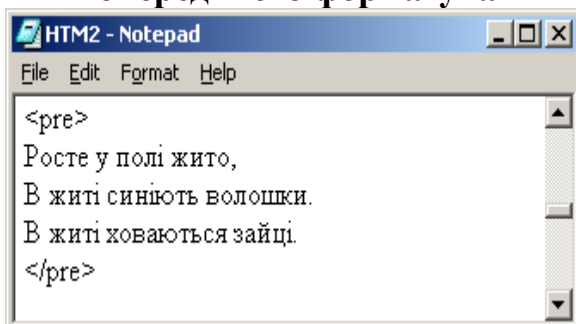 HTM2 - Notepad
File Edit Format Help
<pre>
Росте у полі жито,
В житі синіють волошки.
В житі ховаються зайці.
</pre>